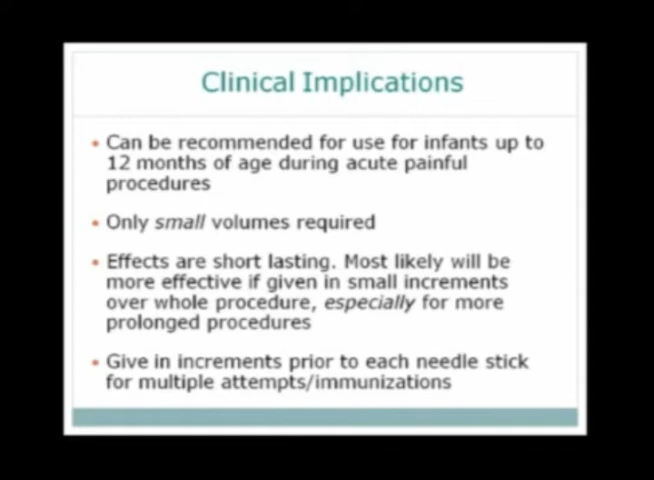 Clinical Implications
• Can be recommended for use for infants up to
12 months of age during acute painful
procedures
• Only small volumes required
• Effects are short lasting. Most likely will be
more effective if given in small increments
over whole procedure, especially for more
prolonged procedures
• Give in increments prior to each needle stick
for multiple attempts/immunizations